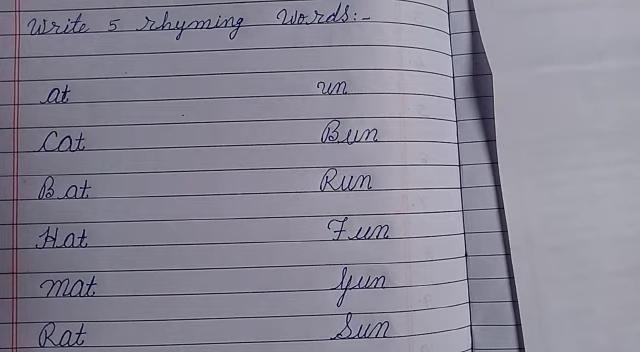 Write 5 rhyming Words:-
at un
Cat Bun
Bat Run
Hat Fun
mat Gun
Rat Sun